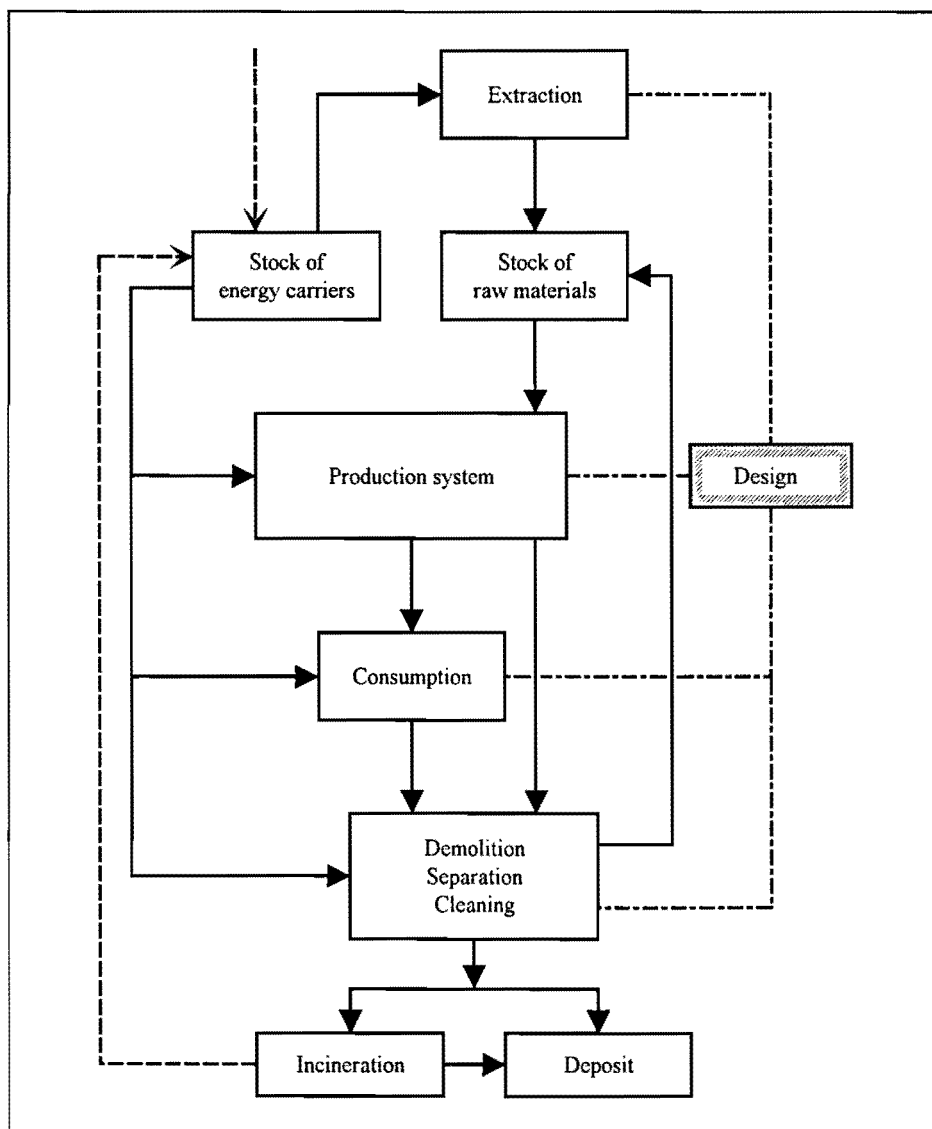 Extraction
Stock of
energy carriers
Stock of
raw materials
Production system
Design
Consumption
Demolition
Separation
Cleaning
Incineration
Deposit